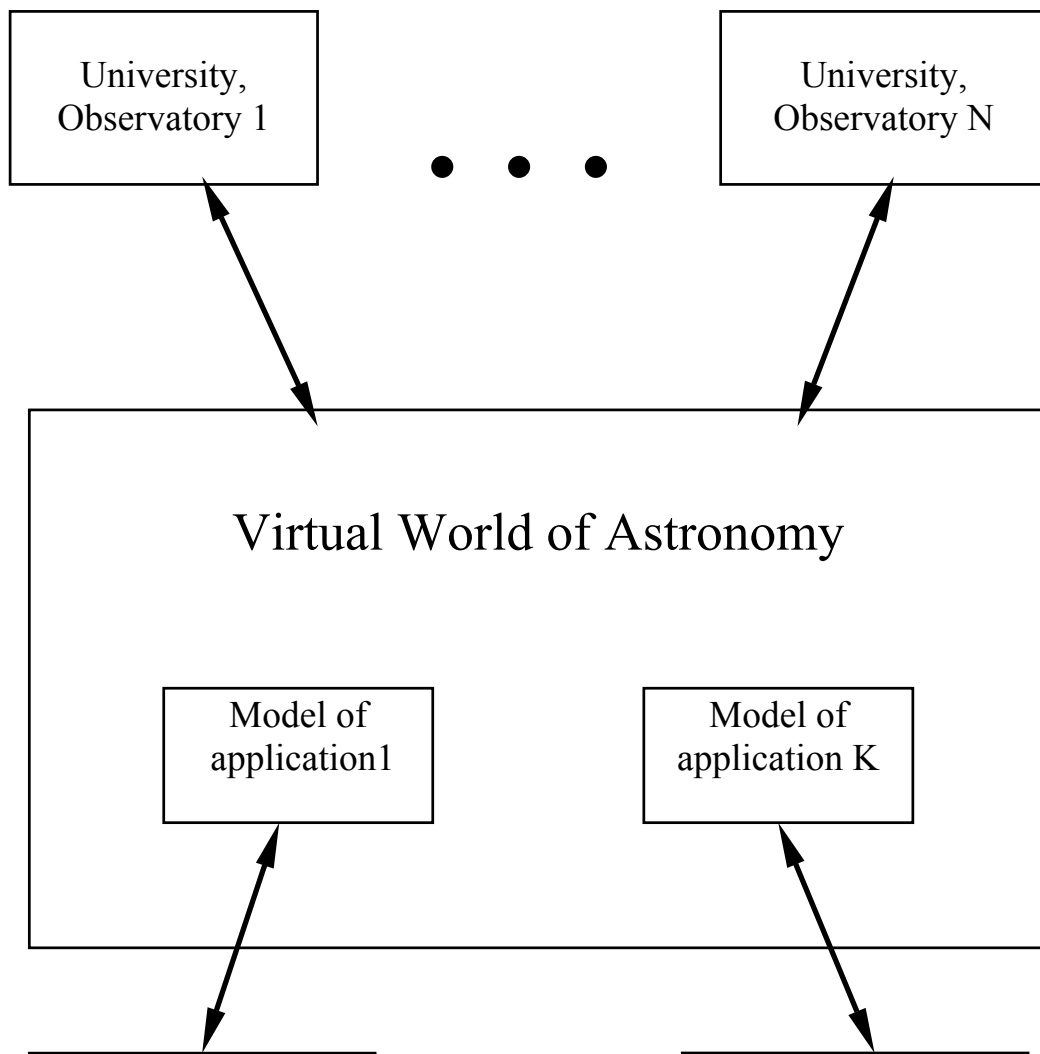 University,
Observatory 1
University,
Observatory N
Virtual World of Astronomy
Model of
application1
Model of
application K